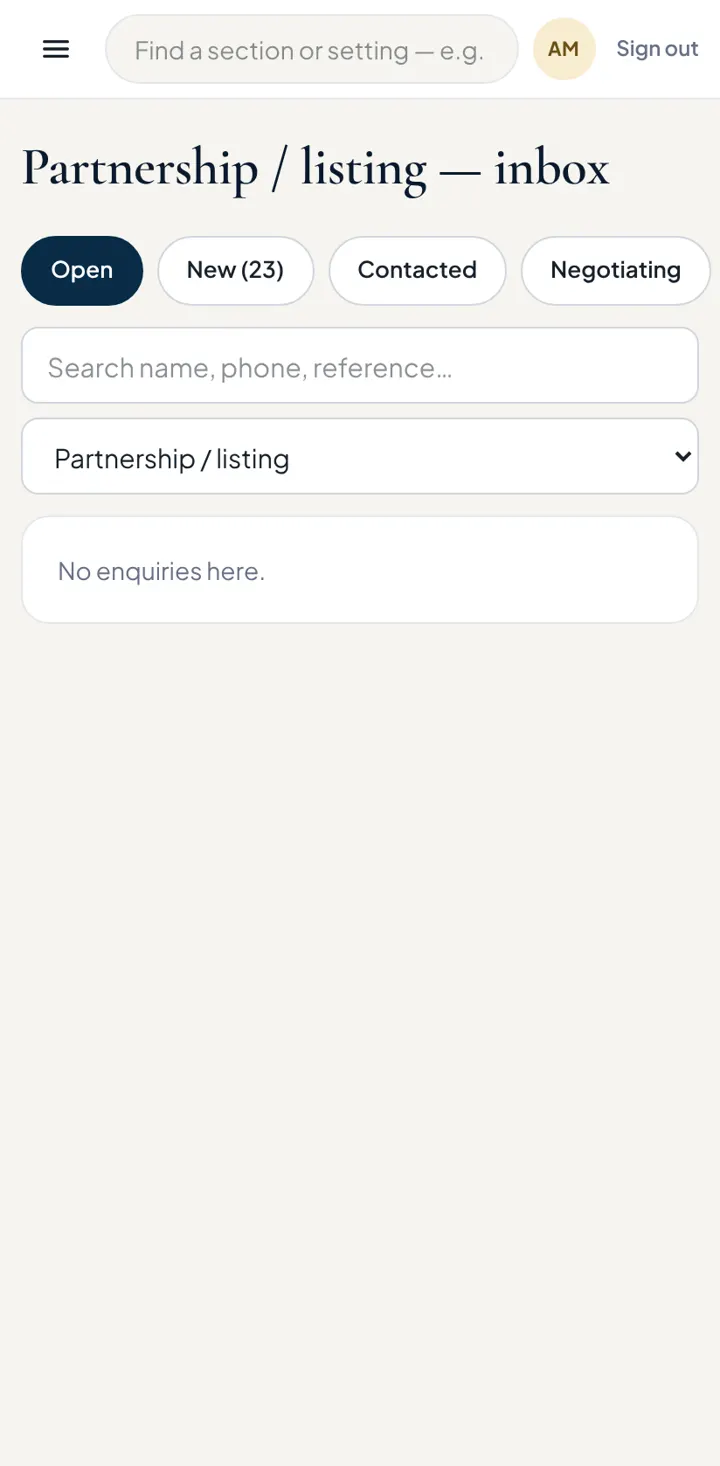 Find a section or setting — e.g.
AM
Sign out
Partnership / listing — inbox
Open
New (23)
Contacted
Negotiating
Search name, phone, reference…
Partnership / listing
No enquiries here.